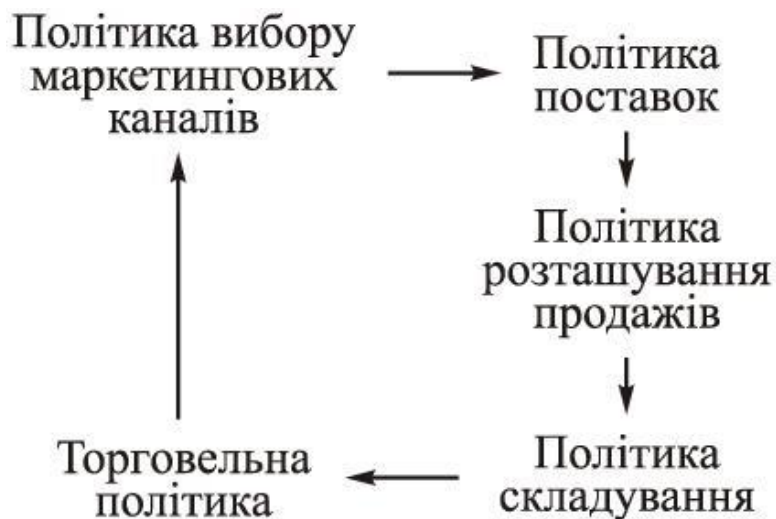 Політика вибору
маркетингових
каналів
Політика
поставок
Політика
розташування
продажів
Політика
складування
Торговельна
політика